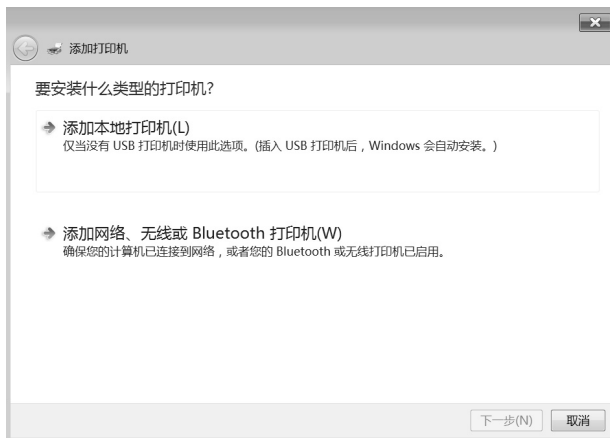 添加打印机
要安装什么类型的打印机?
添加本地打印机(L)
仅当没有 USB 打印机时使用此选项。(插入 USB 打印机后，Windows 会自动安装。)
添加网络、无线或 Bluetooth 打印机(W)
确保您的计算机已连接到网络，或者您的 Bluetooth 或无线打印机已启用。
下一步(N) 取消